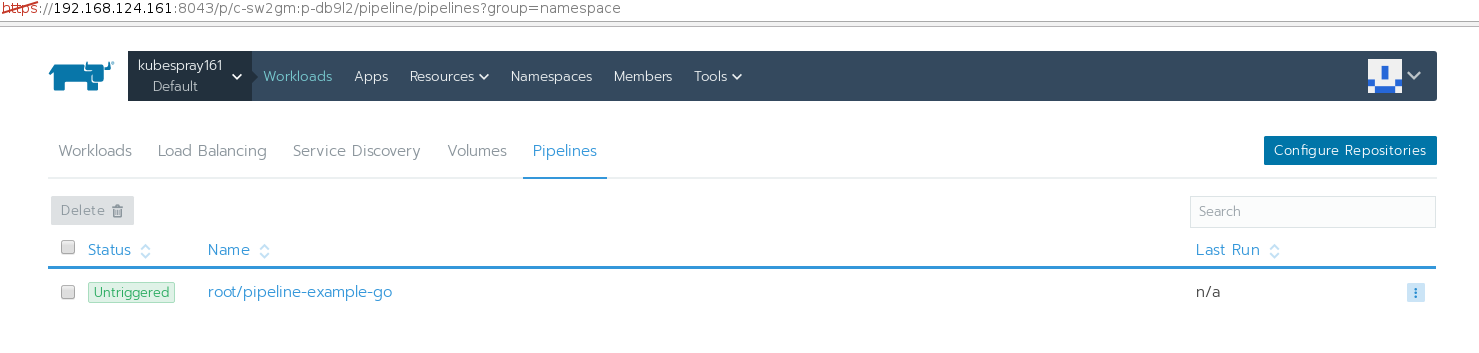 https://192.168.124.161:8043/p/c-sw2gm:p-db9l2/pipeline/pipelines?group=namespace
kubespray161 Workloads Apps Resources Namespaces Members Tools
Default
Workloads Load Balancing Service Discovery Volumes Pipelines Configure Repositories
Delete Search
Status Name Last Run
Untriggered root/pipeline-example-go n/a